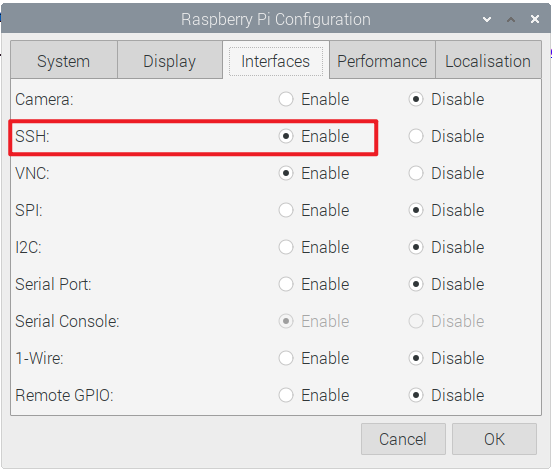 Raspberry Pi Configuration
System Display Interfaces Performance Localisation
Camera: Enable Disable
SSH: Enable Disable
VNC: Enable Disable
SPI: Enable Disable
I2C: Enable Disable
Serial Port: Enable Disable
Serial Console: Enable Disable
1-Wire: Enable Disable
Remote GPIO: Enable Disable
Cancel OK